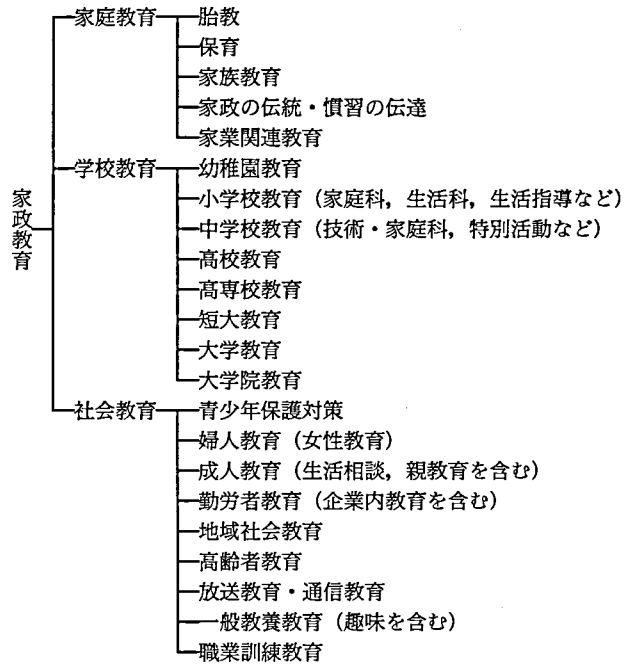 家政教育
家庭教育
胎教
保育
家族教育
家政の伝統・慣習の伝達
家業関連教育
学校教育
幼稚園教育
小学校教育（家庭科，生活科，生活指導など）
中学校教育（技術・家庭科，特別活動など）
高校教育
高専校教育
短大教育
大学教育
大学院教育
社会教育
青少年保護対策
婦人教育（女性教育）
成人教育（生活相談，親教育を含む）
勤労者教育（企業内教育を含む）
地域社会教育
高齢者教育
放送教育・通信教育
一般教養教育（趣味を含む）
職業訓練教育